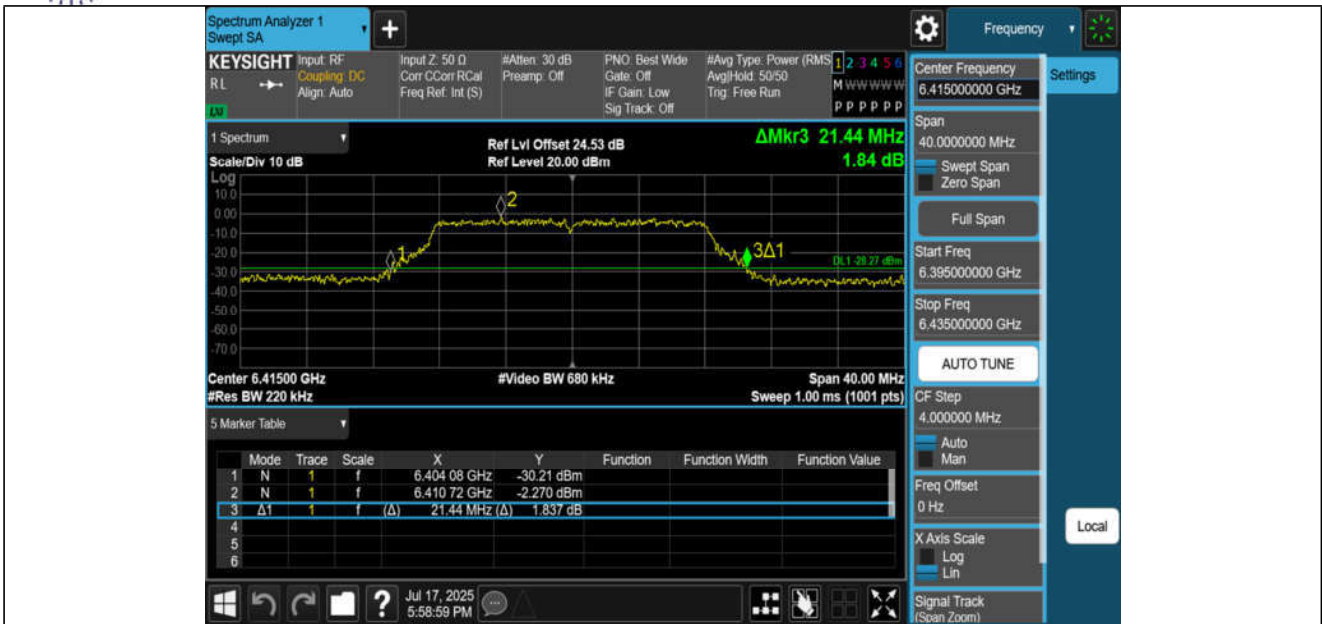 Spectrum Analyzer 1
Swept SA
+
Frequency
KEYSIGHT
RL
LV
Input: RF
Coupling: DC
Align: Auto
Input Z: 50 Ω
Corr CCorr RCal
Freq Ref: Int (S)
#Atten: 30 dB
Preamp: Off
PNO: Best Wide
Gate: Off
IF Gain: Low
Sig Track: Off
#Avg Type: Power (RMS
Avg|Hold: 50/50
Trig: Free Run
1 2 3 4 5 6
M W W W W W
P P P P P P
1 Spectrum
Scale/Div 10 dB
Log
Ref Lvl Offset 24.53 dB
Ref Level 20.00 dBm
ΔMkr3 21.44 MHz
1.84 dB
10.0
0.00
-10.0
-20.0
-30.0
-40.0
-50.0
-60.0
-70.0
1
2
3Δ1
DL1 -28.27 dBm
Center 6.41500 GHz
#Res BW 220 kHz
#Video BW 680 kHz
Span 40.00 MHz
Sweep 1.00 ms (1001 pts)
5 Marker Table
Mode Trace Scale X Y Function Function Width Function Value
1 N 1 f 6.404 08 GHz -30.21 dBm
2 N 1 f 6.410 72 GHz -2.270 dBm
3 Δ1 1 f (Δ) 21.44 MHz (Δ) 1.837 dB
4
5
6
?
Jul 17, 2025
5:58:59 PM
Center Frequency
6.415000000 GHz
Settings
Span
40.0000000 MHz
Swept Span
Zero Span
Full Span
Start Freq
6.395000000 GHz
Stop Freq
6.435000000 GHz
AUTO TUNE
CF Step
4.000000 MHz
Auto
Man
Freq Offset
0 Hz
Local
X Axis Scale
Log
Lin
Signal Track
(Span Zoom)